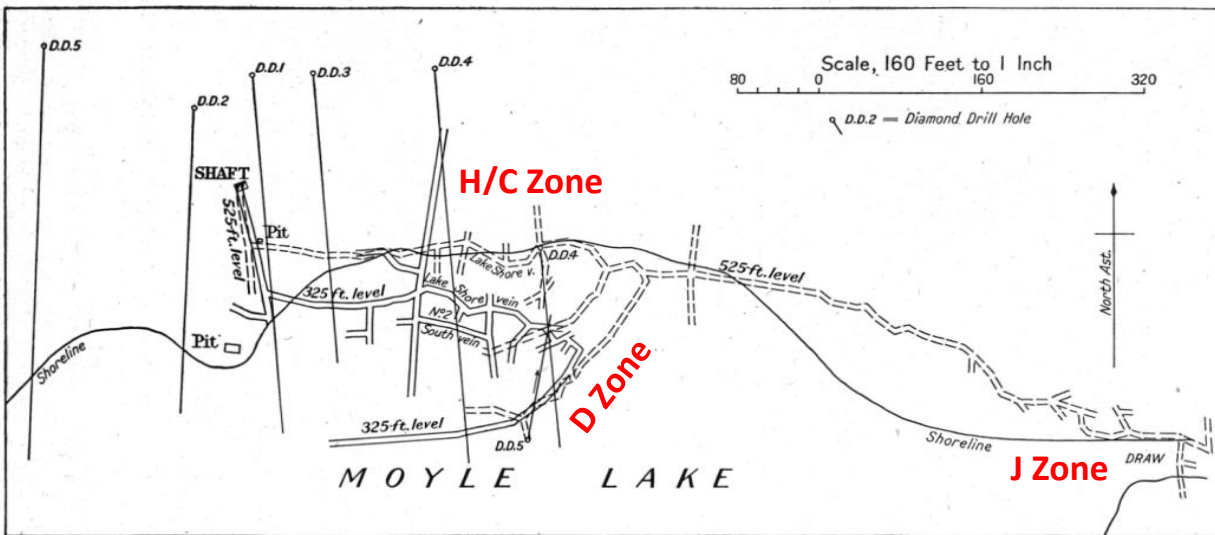 D.D.5
D.D.1
D.D.3
D.D.4
D.D.2
Scale, 160 Feet to 1 Inch
80 0 160 320
D.D.2 = Diamond Drill Hole
SHAFT
525-ft. level
Pit
H/C Zone
North Ast.
Lake Shore v.
D.D.4
525-ft. level
325 ft. level
Lake Shore vein
No2
South vein
Pit
Shoreline
D Zone
325-ft. level
D.D.5
Shoreline
J Zone
DRAW
MOYLE LAKE